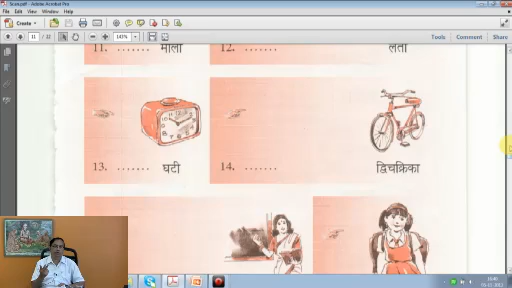 Scan.pdf - Adobe Acrobat Pro
File Edit View Window Help
Create
11 / 22
143%
Tools Comment Share
11. ....... माला
12. ....... लता
13. ....... घटी
14. ....... द्विचक्रिका